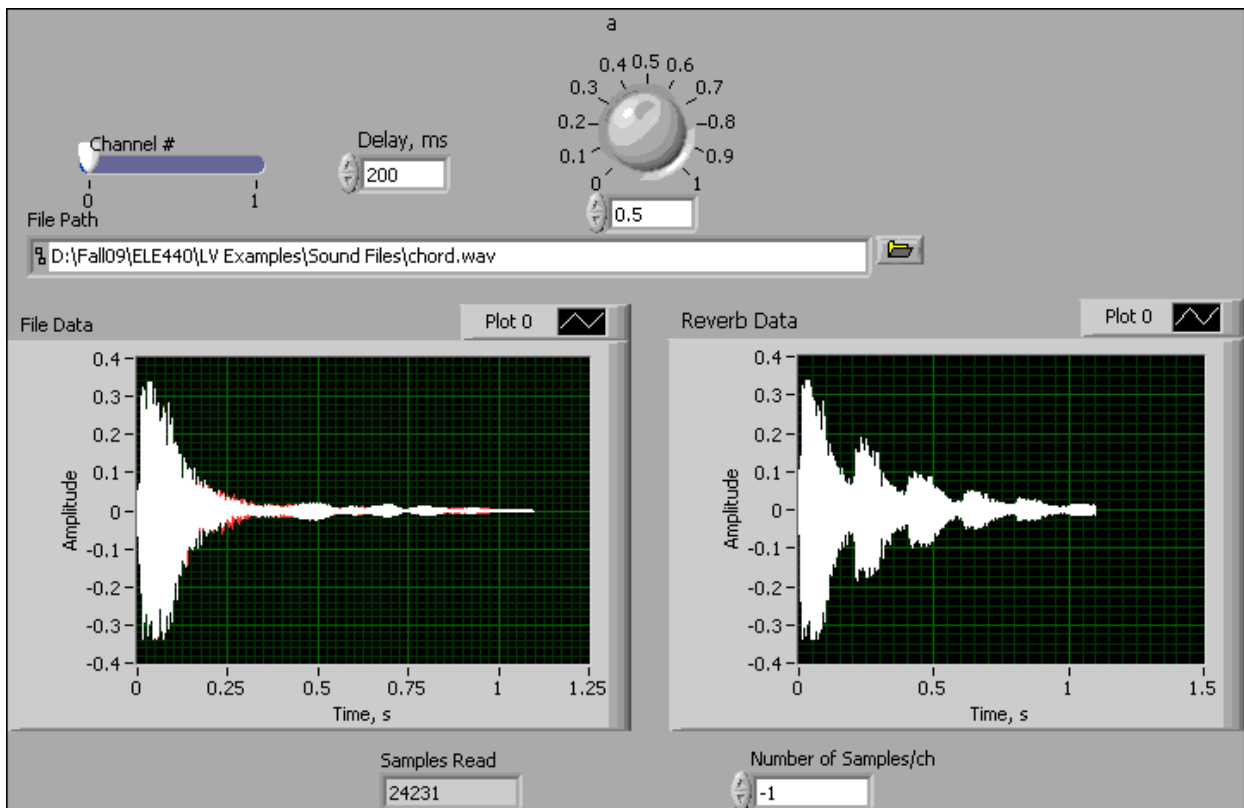 a
0 0.1 0.2 0.3 0.4 0.5 0.6 0.7 0.8 0.9 1
0.5
Channel #
0 1
Delay, ms
200
File Path
D:\Fall09\ELE440\LV Examples\Sound Files\chord.wav
File Data
Plot 0
0.4
0.3
0.2
0.1
0
-0.1
-0.2
-0.3
-0.4
Amplitude
0 0.25 0.5 0.75 1 1.25
Time, s
Reverb Data
Plot 0
0.4
0.3
0.2
0.1
0
-0.1
-0.2
-0.3
-0.4
Amplitude
0 0.5 1 1.5
Time, s
Samples Read
24231
Number of Samples/ch
-1